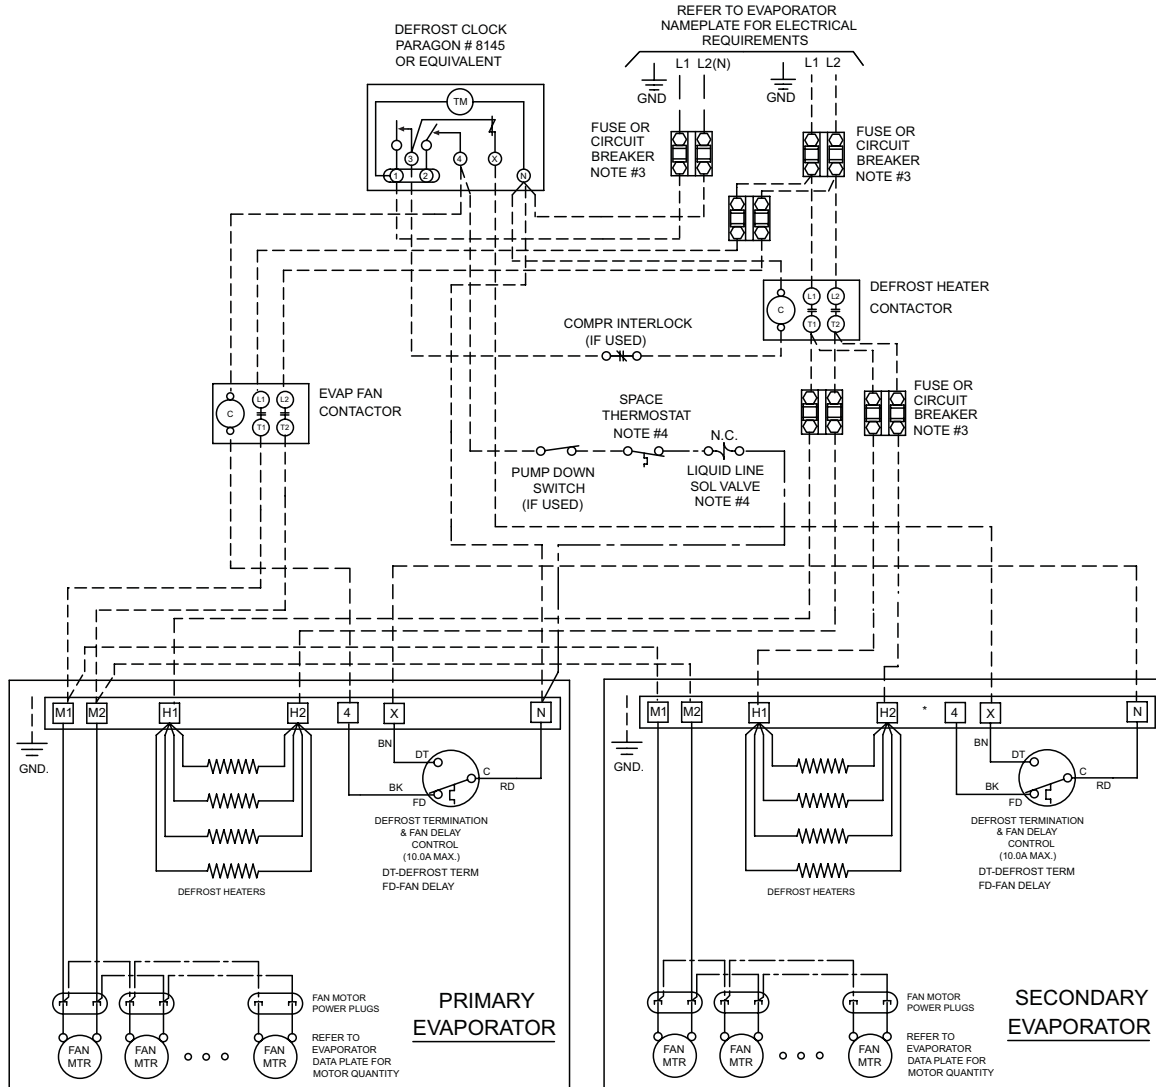 DEFROST CLOCK
PARAGON # 8145
OR EQUIVALENT
REFER TO EVAPORATOR
NAMEPLATE FOR ELECTRICAL
REQUIREMENTS
L1 L2(N)
L1 L2
GND
GND
TM
3
4
X
1
2
N
FUSE OR
CIRCUIT
BREAKER
NOTE #3
FUSE OR
CIRCUIT
BREAKER
NOTE #3
DEFROST HEATER
CONTACTOR
C
L1
L2
T1
T2
COMPR INTERLOCK
(IF USED)
EVAP FAN
CONTACTOR
C
L1
L2
T1
T2
SPACE
THERMOSTAT
NOTE #4
FUSE OR
CIRCUIT
BREAKER
NOTE #3
N.C.
PUMP DOWN
SWITCH
(IF USED)
LIQUID LINE
SOL VALVE
NOTE #4
M1 M2 H1 H2 4 X N
GND.
BN
DT
C
RD
BK
FD
DEFROST TERMINATION
& FAN DELAY
CONTROL
(10.0A MAX.)
DT-DEFROST TERM
FD-FAN DELAY
DEFROST HEATERS
FAN MOTOR
POWER PLUGS
REFER TO
EVAPORATOR
DATA PLATE FOR
MOTOR QUANTITY
FAN
MTR
FAN
MTR
FAN
MTR
PRIMARY
EVAPORATOR
M1 M2 H1 H2 * 4 X N
GND.
BN
DT
C
RD
BK
FD
DEFROST TERMINATION
& FAN DELAY
CONTROL
(10.0A MAX.)
DT-DEFROST TERM
FD-FAN DELAY
DEFROST HEATERS
FAN MOTOR
POWER PLUGS
REFER TO
EVAPORATOR
DATA PLATE FOR
MOTOR QUANTITY
FAN
MTR
FAN
MTR
FAN
MTR
SECONDARY
EVAPORATOR